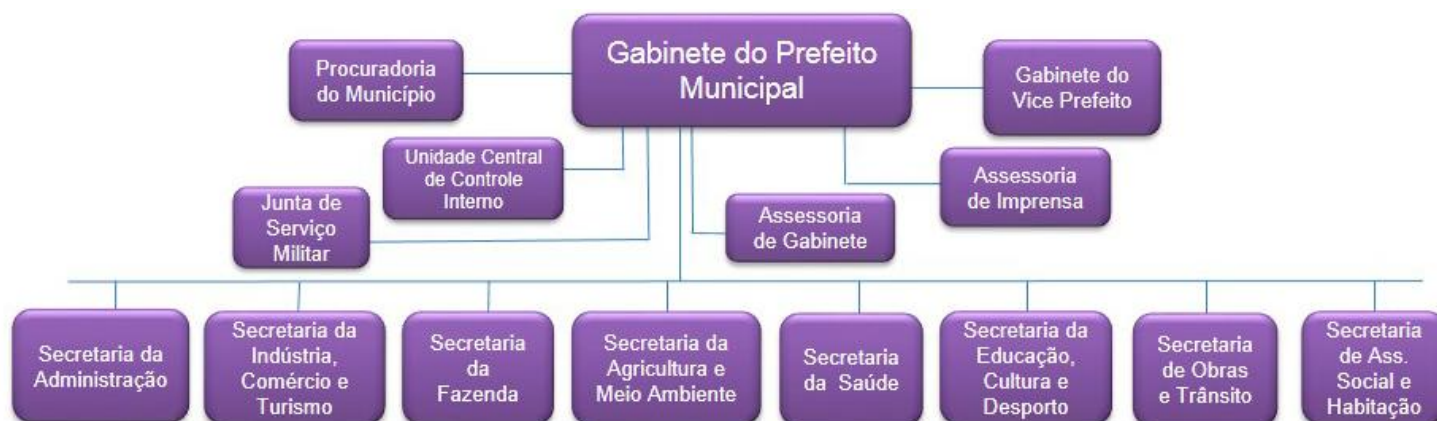 Gabinete do Prefeito
Municipal
Procuradoria
do Município
Gabinete do
Vice Prefeito
Unidade Central
de Controle
Interno
Assessoria
de Imprensa
Junta de
Serviço
Militar
Assessoria
de Gabinete
Secretaria da
Administração
Secretaria da
Indústria,
Comércio e
Turismo
Secretaria
da
Fazenda
Secretaria da
Agricultura e
Meio Ambiente
Secretaria
da Saúde
Secretaria da
Educação,
Cultura e
Desporto
Secretaria
de Obras
e Trânsito
Secretaria
de Ass.
Social e
Habitação